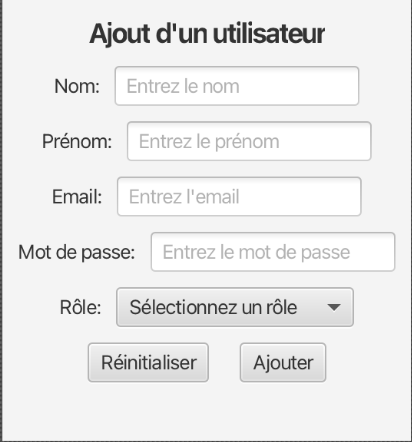 Ajout d'un utilisateur
Nom: Entrez le nom
Prénom: Entrez le prénom
Email: Entrez l'email
Mot de passe: Entrez le mot de passe
Rôle: Sélectionnez un rôle
Réinitialiser Ajouter